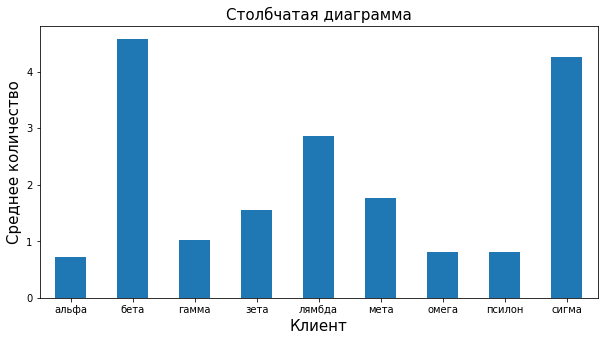 Столбчатая диаграмма
Среднее количество
4
3
2
1
0
альфа бета гамма зета лямбда мета омега псилон сигма
Клиент